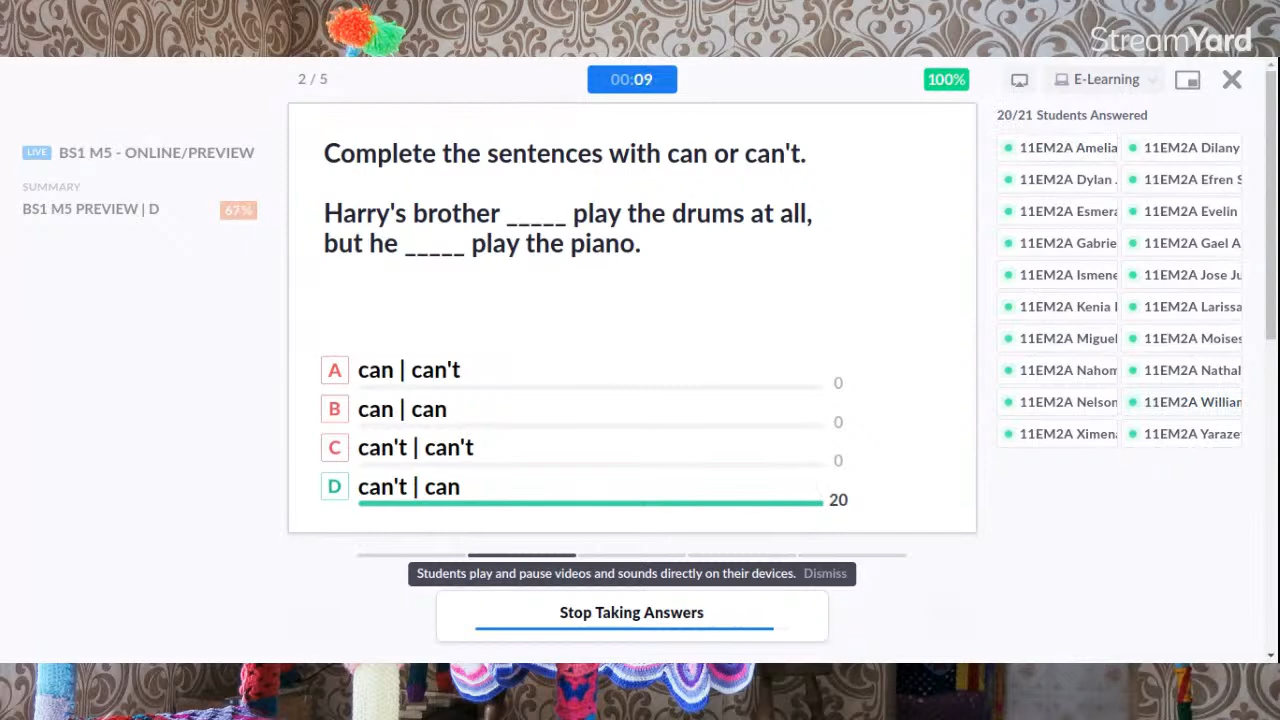 StreamYard
2 / 5
00:09
100%
E-Learning
20/21 Students Answered
LIVE BS1 M5 - ONLINE/PREVIEW
SUMMARY
BS1 M5 PREVIEW | D 67%
Complete the sentences with can or can't.
Harry's brother _____ play the drums at all,
but he _____ play the piano.
A can | can't 0
B can | can 0
C can't | can't 0
D can't | can 20
Students play and pause videos and sounds directly on their devices. Dismiss
Stop Taking Answers
11EM2A Amelia 11EM2A Dilany
11EM2A Dylan 11EM2A Efren S
11EM2A Esmera 11EM2A Evelin
11EM2A Gabrie 11EM2A Gael A
11EM2A Ismene 11EM2A Jose Ju
11EM2A Kenia 11EM2A Larissa
11EM2A Miguel 11EM2A Moises
11EM2A Nahom 11EM2A Nathal
11EM2A Nelson 11EM2A William
11EM2A Ximena 11EM2A Yaraze